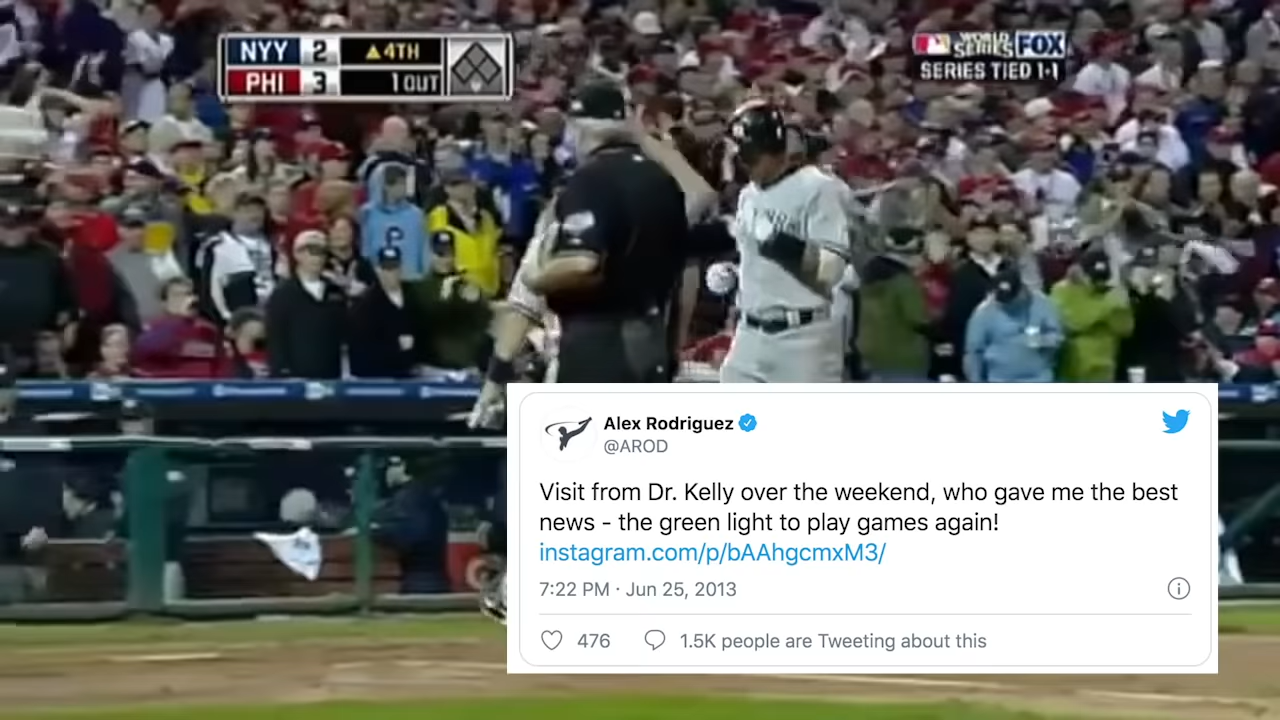 NYY 2 ▲4TH
PHI 3 1 OUT
WORLD SERIES FOX
SERIES TIED 1-1
Alex Rodriguez
@AROD
Visit from Dr. Kelly over the weekend, who gave me the best
news - the green light to play games again!
instagram.com/p/bAAhgcmxM3/
7:22 PM · Jun 25, 2013
476 1.5K people are Tweeting about this